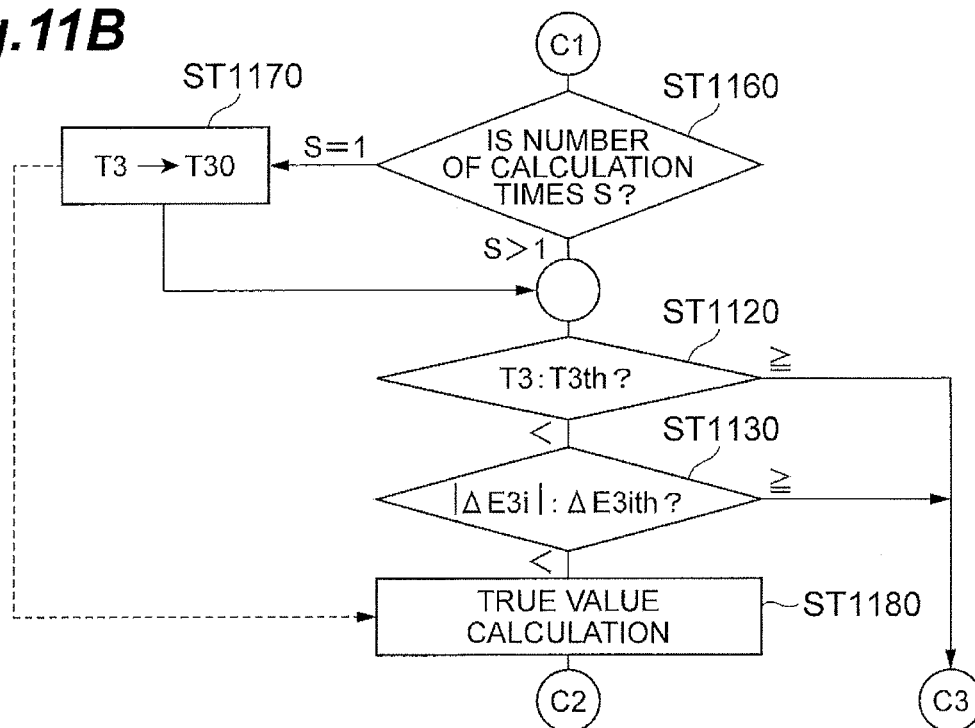 g.11B
C1
ST1170
ST1160
T3 → T30
S=1
IS NUMBER
OF CALCULATION
TIMES S?
S>1
ST1120
T3:T3th?
≧
<
ST1130
|ΔE3i|:ΔE3ith?
≧
<
TRUE VALUE
CALCULATION
ST1180
C2
C3